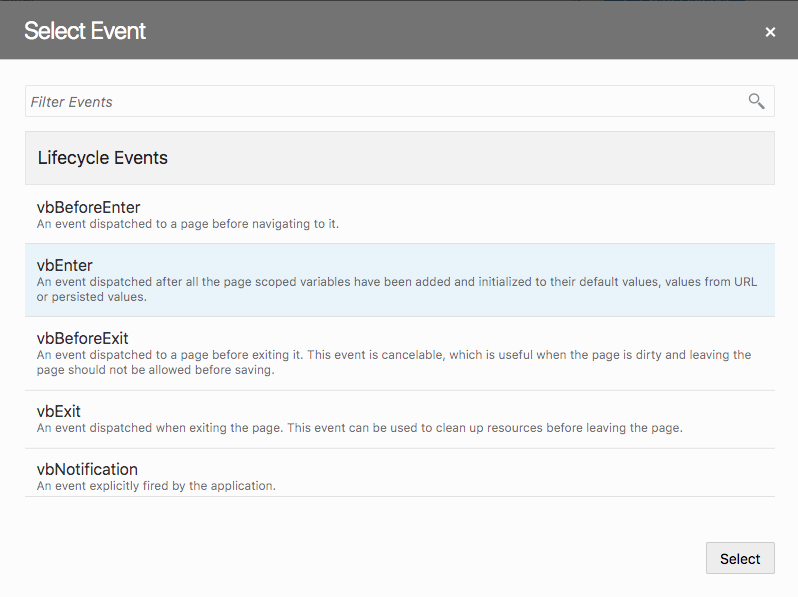 Select Event
×
Filter Events
Lifecycle Events
vbBeforeEnter
An event dispatched to a page before navigating to it.
vbEnter
An event dispatched after all the page scoped variables have been added and initialized to their default values, values from URL
or persisted values.
vbBeforeExit
An event dispatched to a page before exiting it. This event is cancelable, which is useful when the page is dirty and leaving the
page should not be allowed before saving.
vbExit
An event dispatched when exiting the page. This event can be used to clean up resources before leaving the page.
vbNotification
An event explicitly fired by the application.
Select